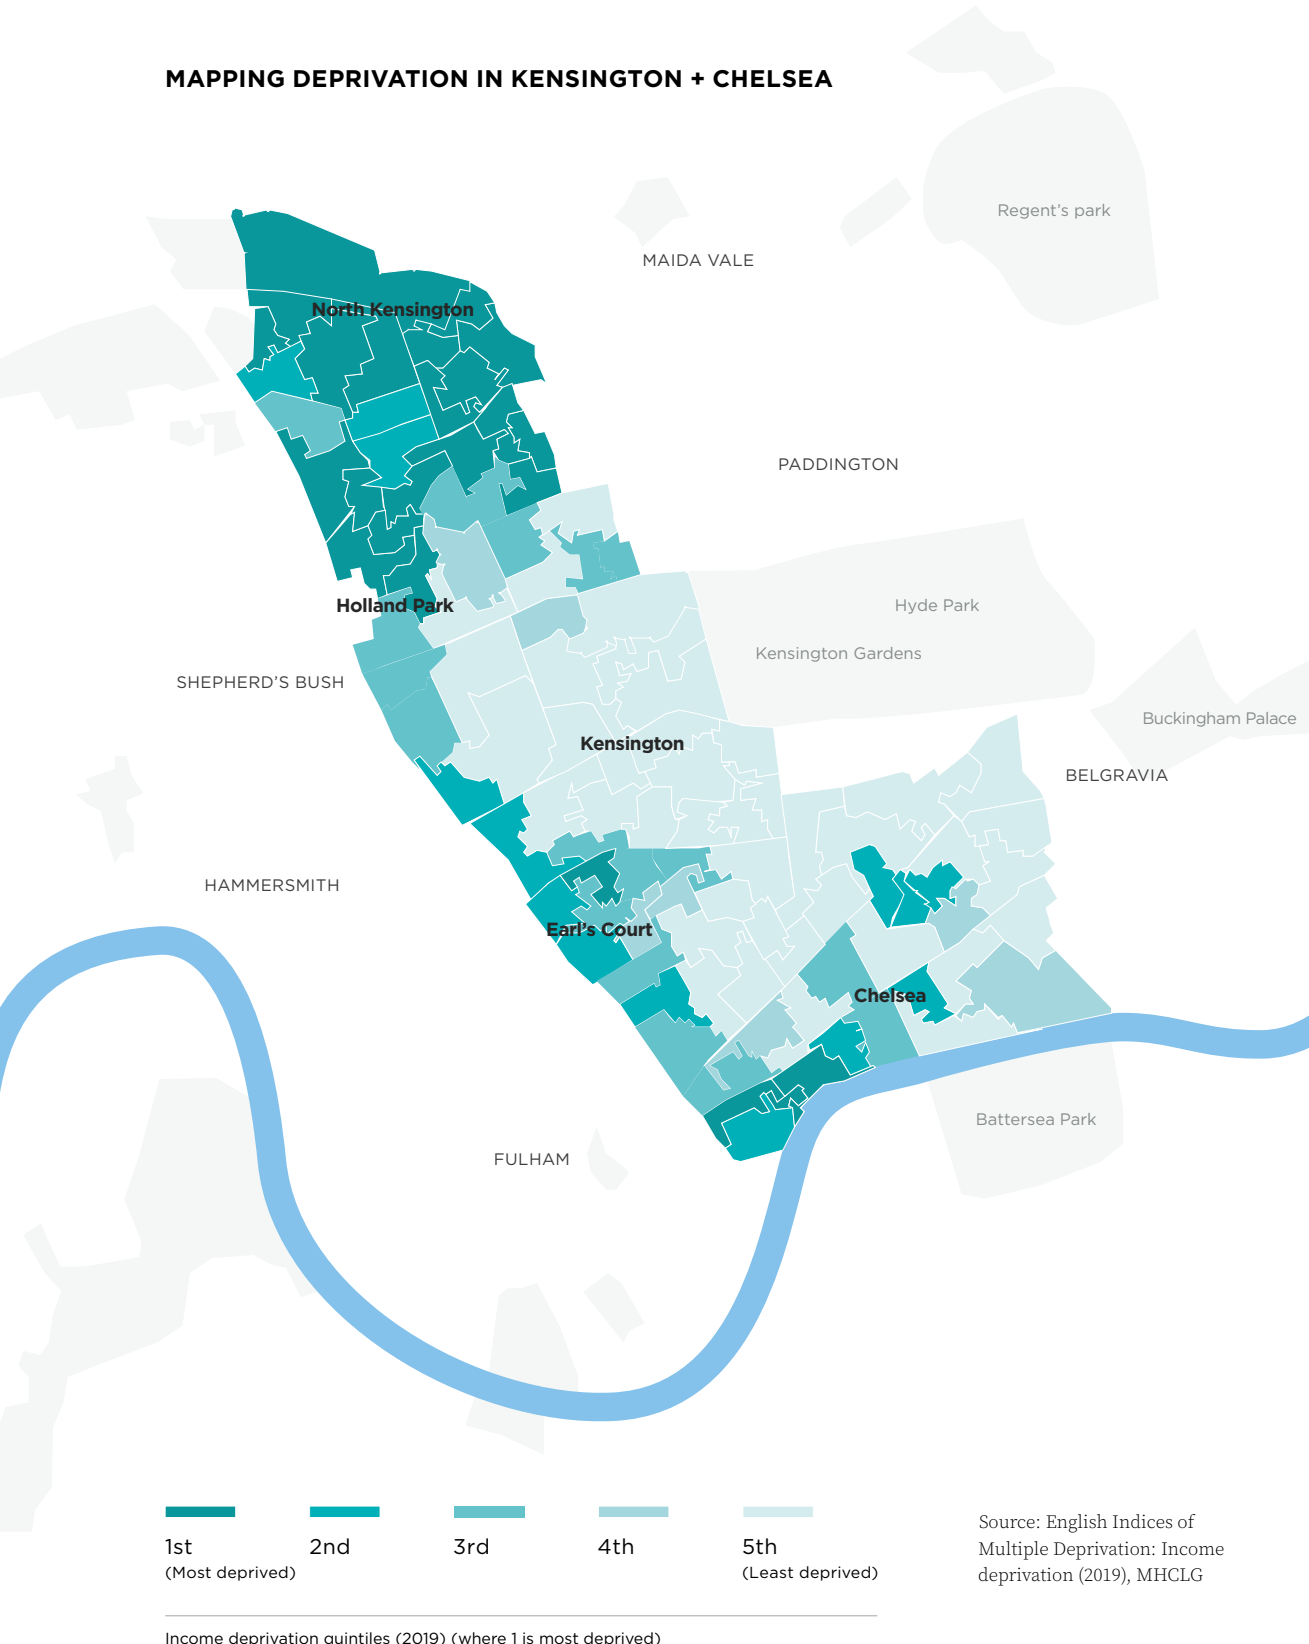 MAPPING DEPRIVATION IN KENSINGTON + CHELSEA
Regent's park
MAIDA VALE
North Kensington
PADDINGTON
Hyde Park
Holland Park
Kensington Gardens
SHEPHERD'S BUSH
Buckingham Palace
Kensington
BELGRAVIA
HAMMERSMITH
Earl's Court
Chelsea
Battersea Park
FULHAM
1st
(Most deprived)
2nd
3rd
4th
5th
(Least deprived)
Source: English Indices of
Multiple Deprivation: Income
deprivation (2019), MHCLG
Income deprivation quintiles (2019) (where 1 is most deprived)